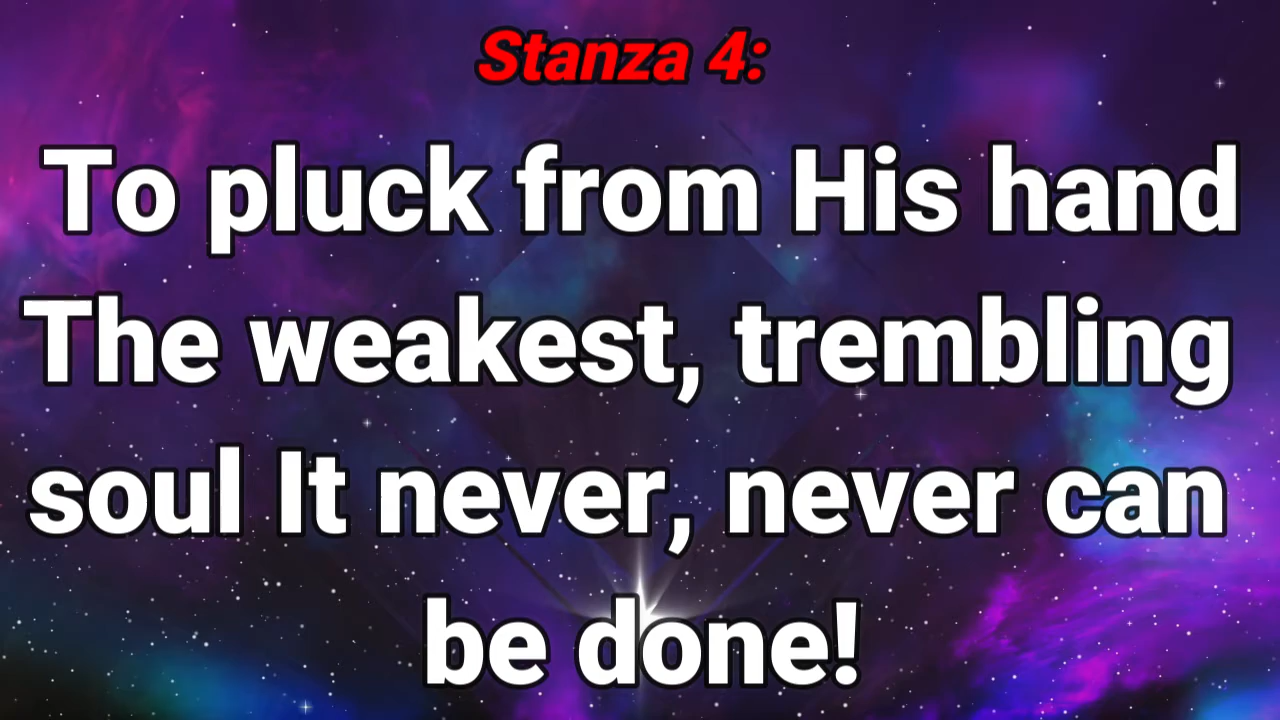 Stanza 4:
To pluck from His hand
The weakest, trembling
soul It never, never can
be done!